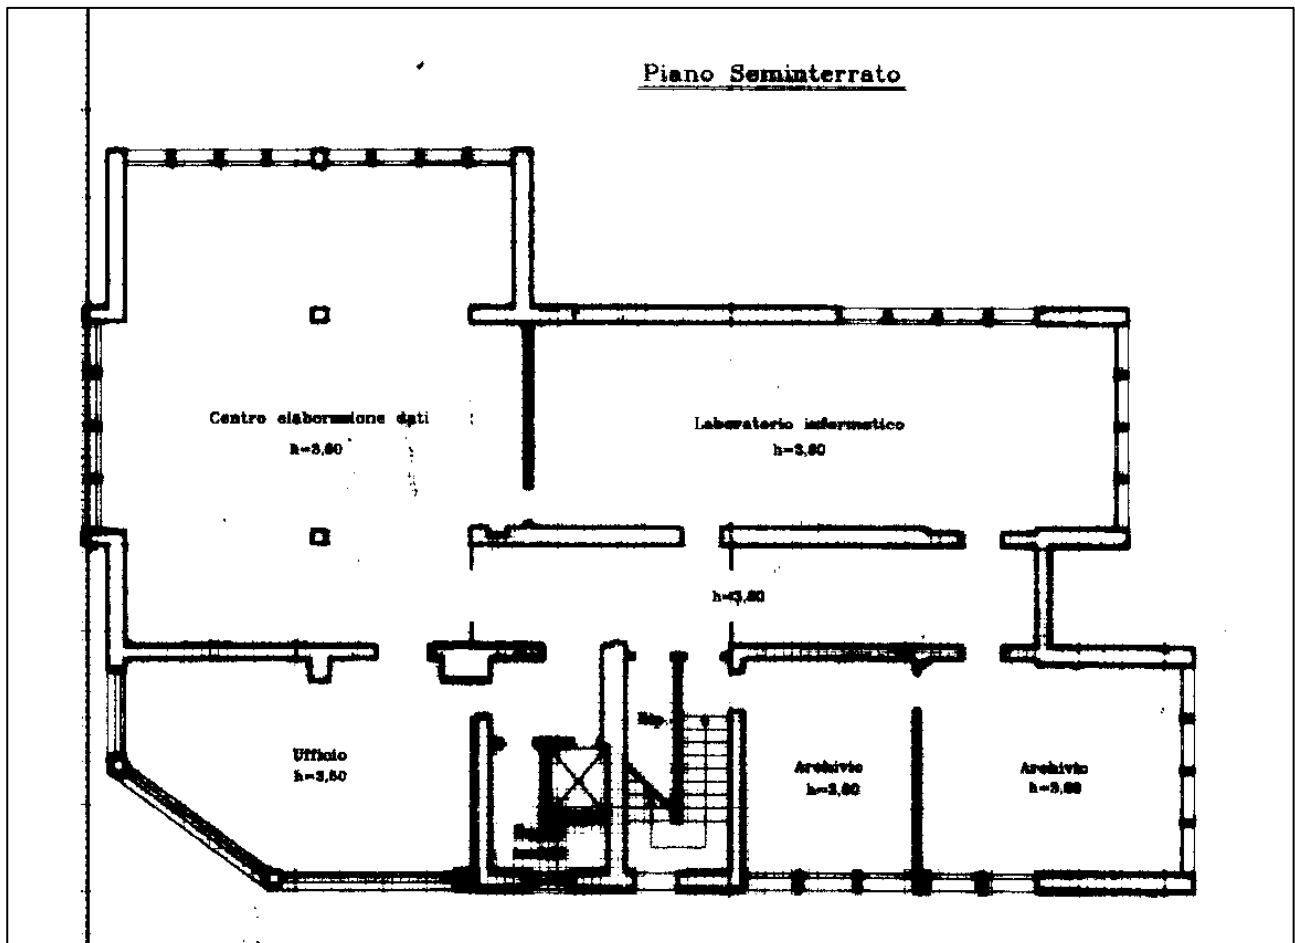 Piano Seminterrato
Centro elaborazione dati
h=3,60
Laboratorio informatico
h=3,60
h=3,60
Rip.
Ufficio
h=3,50
Archivio
h=3,60
Archivio
h=3,60